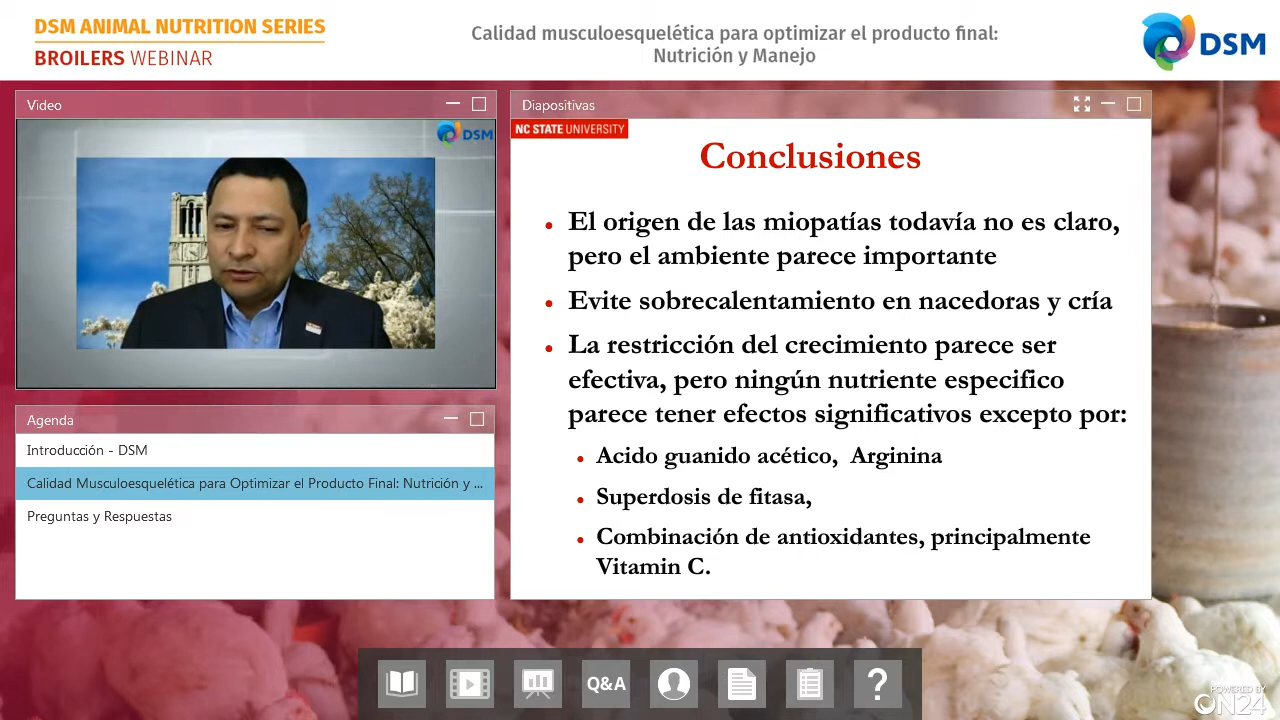 DSM ANIMAL NUTRITION SERIES
BROILERS WEBINAR
Calidad musculoesquelética para optimizar el producto final:
Nutrición y Manejo
DSM
Video
DSM
Diapositivas
NC STATE UNIVERSITY
Conclusiones
• El origen de las miopatías todavía no es claro,
pero el ambiente parece importante
• Evite sobrecalentamiento en nacedoras y cría
• La restricción del crecimiento parece ser
efectiva, pero ningún nutriente especifico
parece tener efectos significativos excepto por:
• Acido guanido acético, Arginina
• Superdosis de fitasa,
• Combinación de antioxidantes, principalmente
Vitamin C.
Agenda
Introducción - DSM
Calidad Musculoesquelética para Optimizar el Producto Final: Nutrición y ...
Preguntas y Respuestas
Q&A
?
POWERED BY
ON24